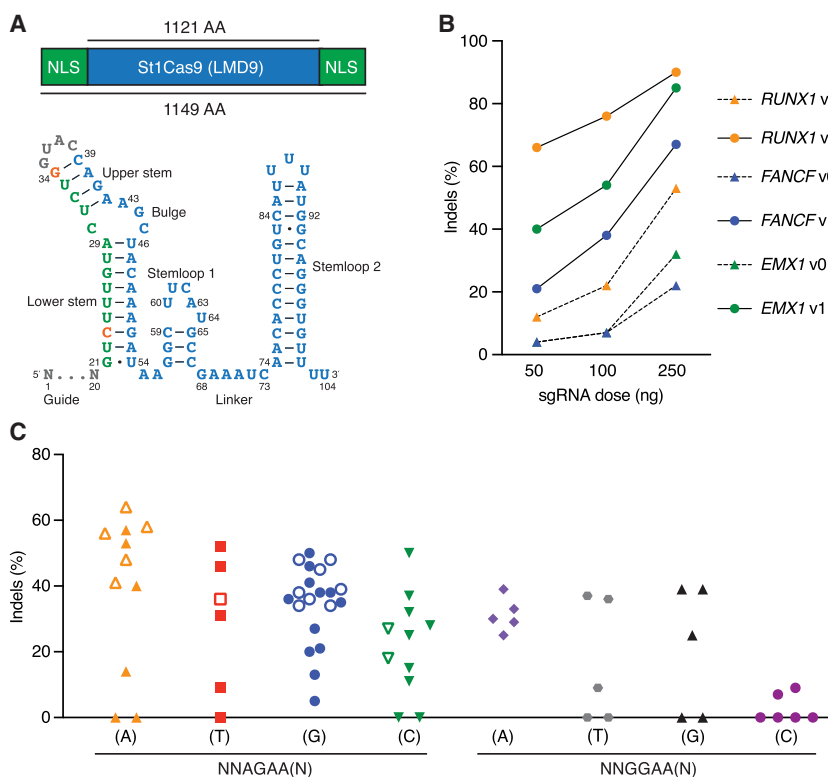 A
1121 AA
NLS
St1Cas9 (LMD9)
NLS
1149 AA
G U A C C
34 G
39
C A G A A
43
G
C
Upper stem
Bulge
U C U C
29
46
A U
G A
U C
U A
U A
U A
C G
U A
G U
21
54
Lower stem
5' N . . . N
1
20
Guide
A A
Stemloop 1
U C
60 U A 63
U 64
59 C G 65
G C
G C
68
G A A A U C
73
Linker
U U U
U U
A A
U U
84 C G 92
U G
G C
U A
C G
C G
C G
A U
C G
A U
74 A U
Stemloop 2
U U 3'
104
B
Indels (%)
100
80
60
40
20
0
50
100
250
sgRNA dose (ng)
RUNX1 v
RUNX1 v
FANCF v
FANCF v
EMX1 v0
EMX1 v1
C
Indels (%)
80
60
40
20
0
(A) (T) (G) (C) (A) (T) (G) (C)
NNAGAA(N) NNGGAA(N)